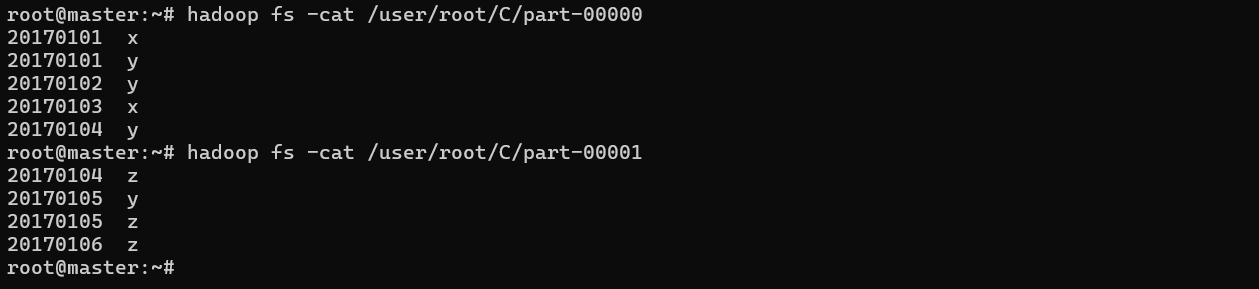 root@master:~# hadoop fs -cat /user/root/C/part-00000
20170101  x
20170101  y
20170102  y
20170103  x
20170104  y
root@master:~# hadoop fs -cat /user/root/C/part-00001
20170104  z
20170105  y
20170105  z
20170106  z
root@master:~#